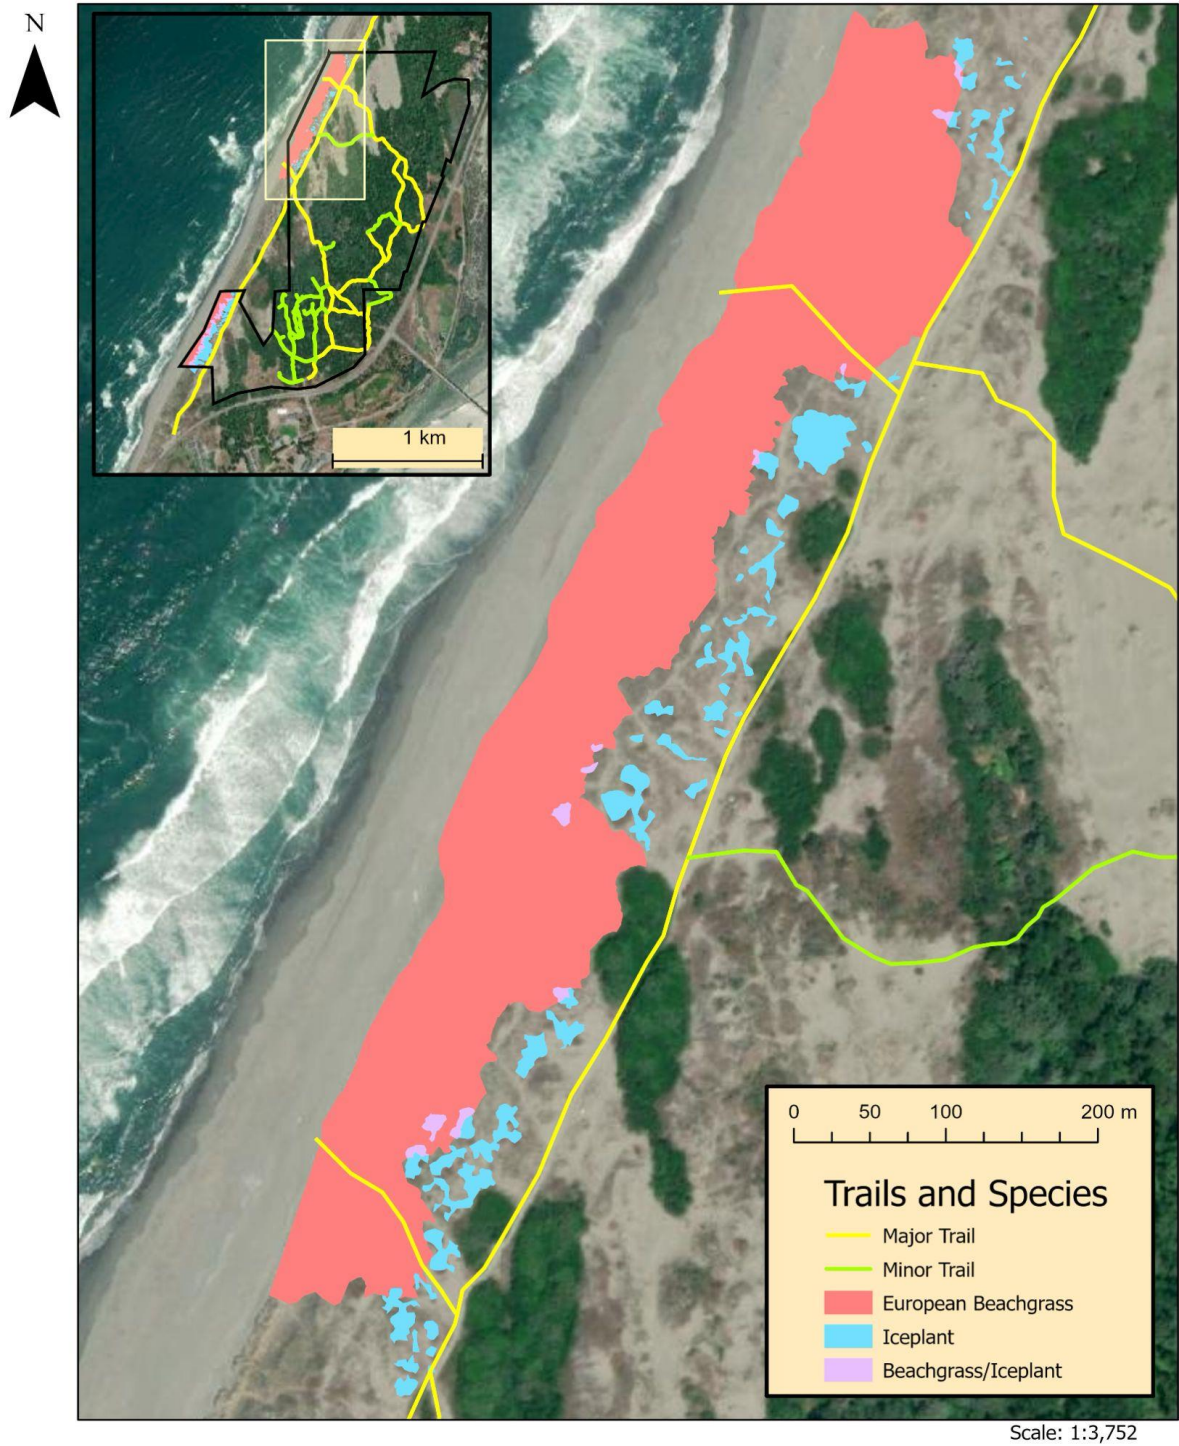 N
1 km
0 50 100 200 m
Trails and Species
Major Trail
Minor Trail
European Beachgrass
Iceplant
Beachgrass/Iceplant
Scale: 1:3,752